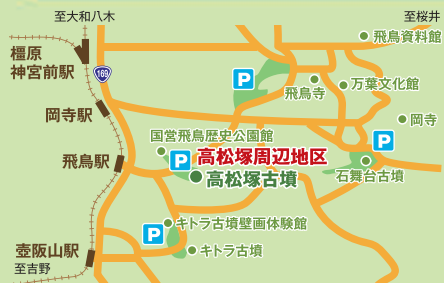 至大和八木
至桜井
橿原
神宮前駅
169
P
飛鳥資料館
飛鳥寺
万葉文化館
岡寺駅
岡寺
国営飛鳥歴史公園館
P
高松塚周辺地区
飛鳥駅
P
高松塚古墳
石舞台古墳
キトラ古墳壁画体験館
P
キトラ古墳
壺阪山駅
至吉野